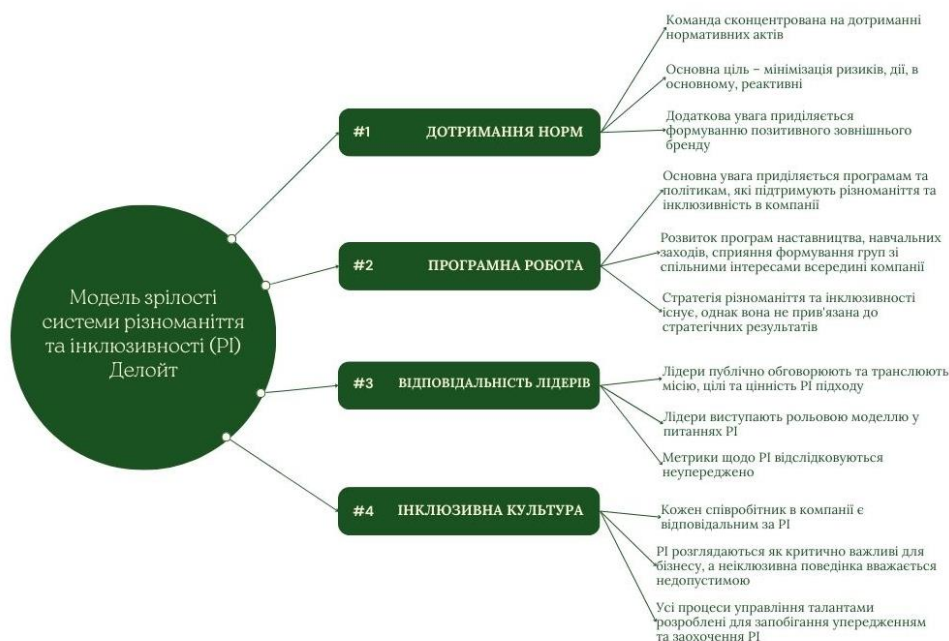 Модель зрілості
системи різноманіття
та інклюзивності (РІ)
Делойт
#1 ДОТРИМАННЯ НОРМ
Команда сконцентрована на дотриманні
нормативних актів
Основна ціль – мінімізація ризиків, дії, в
основному, реактивні
Додаткова увага приділяється
формуванню позитивного зовнішнього
бренду
#2 ПРОГРАМНА РОБОТА
Основна увага приділяється програмам та
політикам, які підтримують різноманіття та
інклюзивність в компанії
Розвиток програм наставництва, навчальних
заходів, сприяння формування груп зі
спільними інтересами всередині компанії
Стратегія різноманіття та інклюзивності
існує, однак вона не прив'язана до
стратегічних результатів
#3 ВІДПОВІДАЛЬНІСТЬ ЛІДЕРІВ
Лідери публічно обговорюють та транслюють
місію, цілі та цінність РІ підходу
Лідери виступають рольовою моделлю у
питаннях РІ
Метрики щодо РІ відслідковуються
неупереджено
#4 ІНКЛЮЗИВНА КУЛЬТУРА
Кожен співробітник в компанії є
відповідальним за РІ
РІ розглядаються як критично важливі для
бізнесу, а неіклюзивна поведінка вважається
недопустимою
Усі процеси управління талантами
розроблені для запобігання упередженням
та заохочення РІ